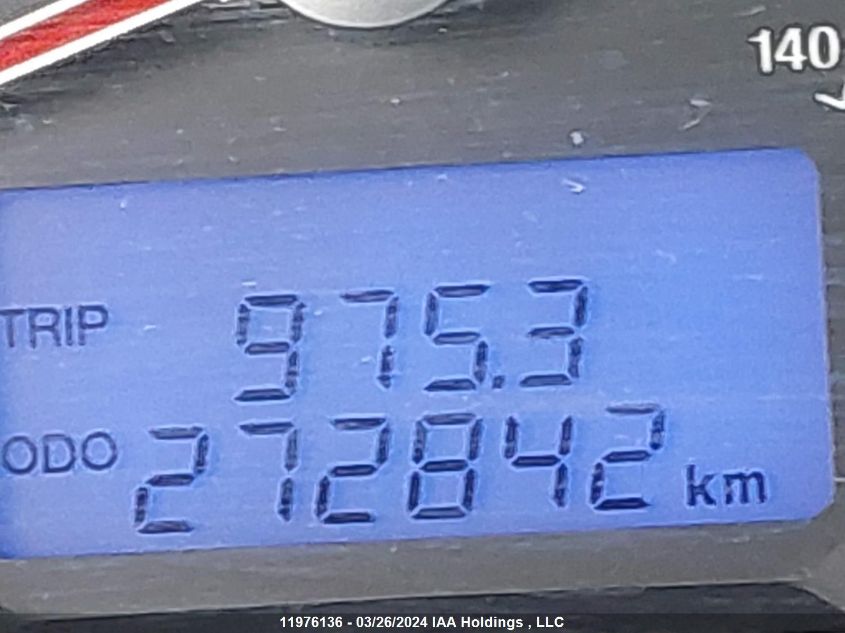 140
TRIP 975.3
ODO 272842 km
11976136 - 03/26/2024 IAA Holdings , LLC